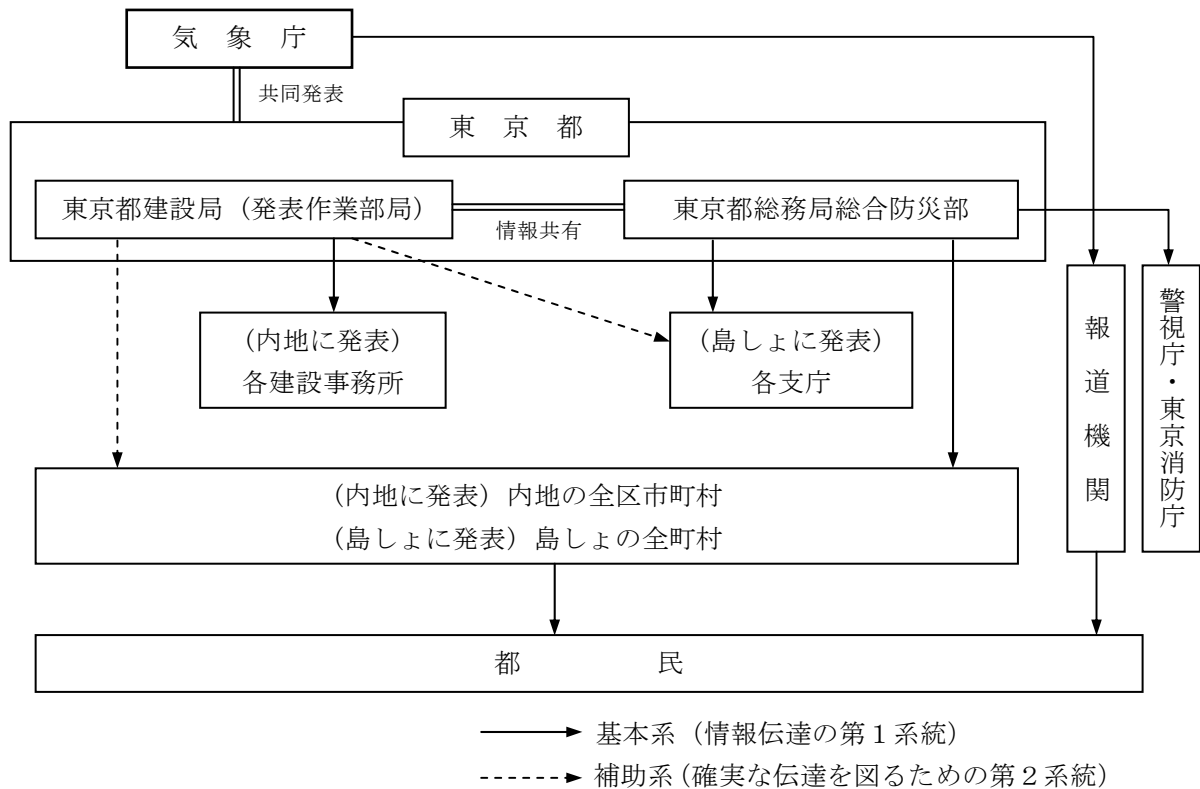 気　象　庁
共同発表
東　京　都
東京都建設局（発表作業部局）
情報共有
東京都総務局総合防災部
（内地に発表）
各建設事務所
（島しょに発表）
各支庁
報道機関
警視庁・東京消防庁
（内地に発表）内地の全区市町村
（島しょに発表）島しょの全町村
都　　　　　民
基本系（情報伝達の第１系統）
補助系（確実な伝達を図るための第２系統）